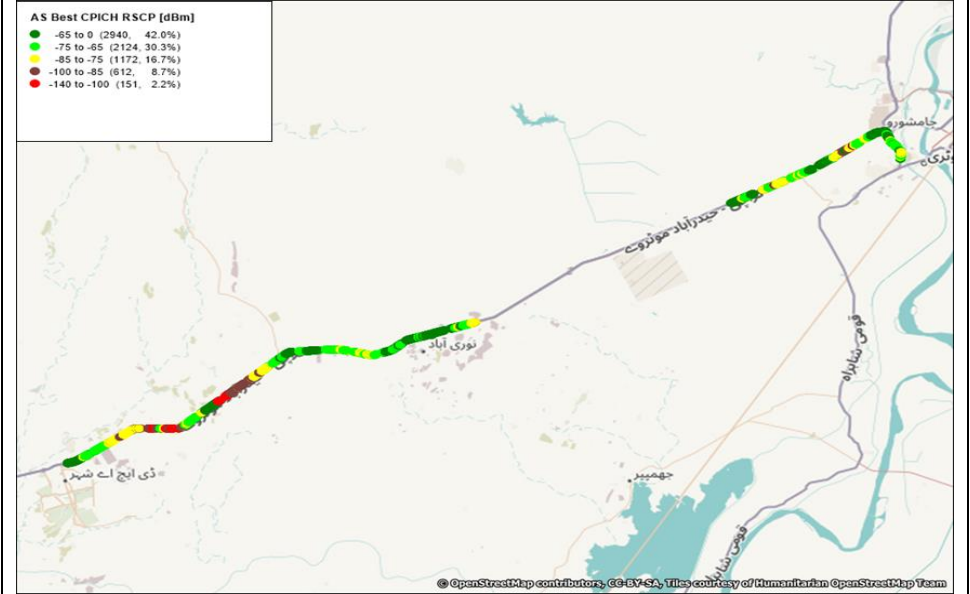 AS Best CPICH RSCP [dBm]
-65 to 0 (2940, 42.0%)
-75 to -65 (2124, 30.3%)
-85 to -75 (1172, 16.7%)
-100 to -85 (612, 8.7%)
-140 to -100 (151, 2.2%)
جامشورو
حیدرآباد موٹروے
قومی شاہراہ
نوری آباد
ڈی ایچ اے شہر
جھمپیر
© OpenStreetMap contributors, CC-BY-SA, Tiles courtesy of Humanitarian OpenStreetMap Team